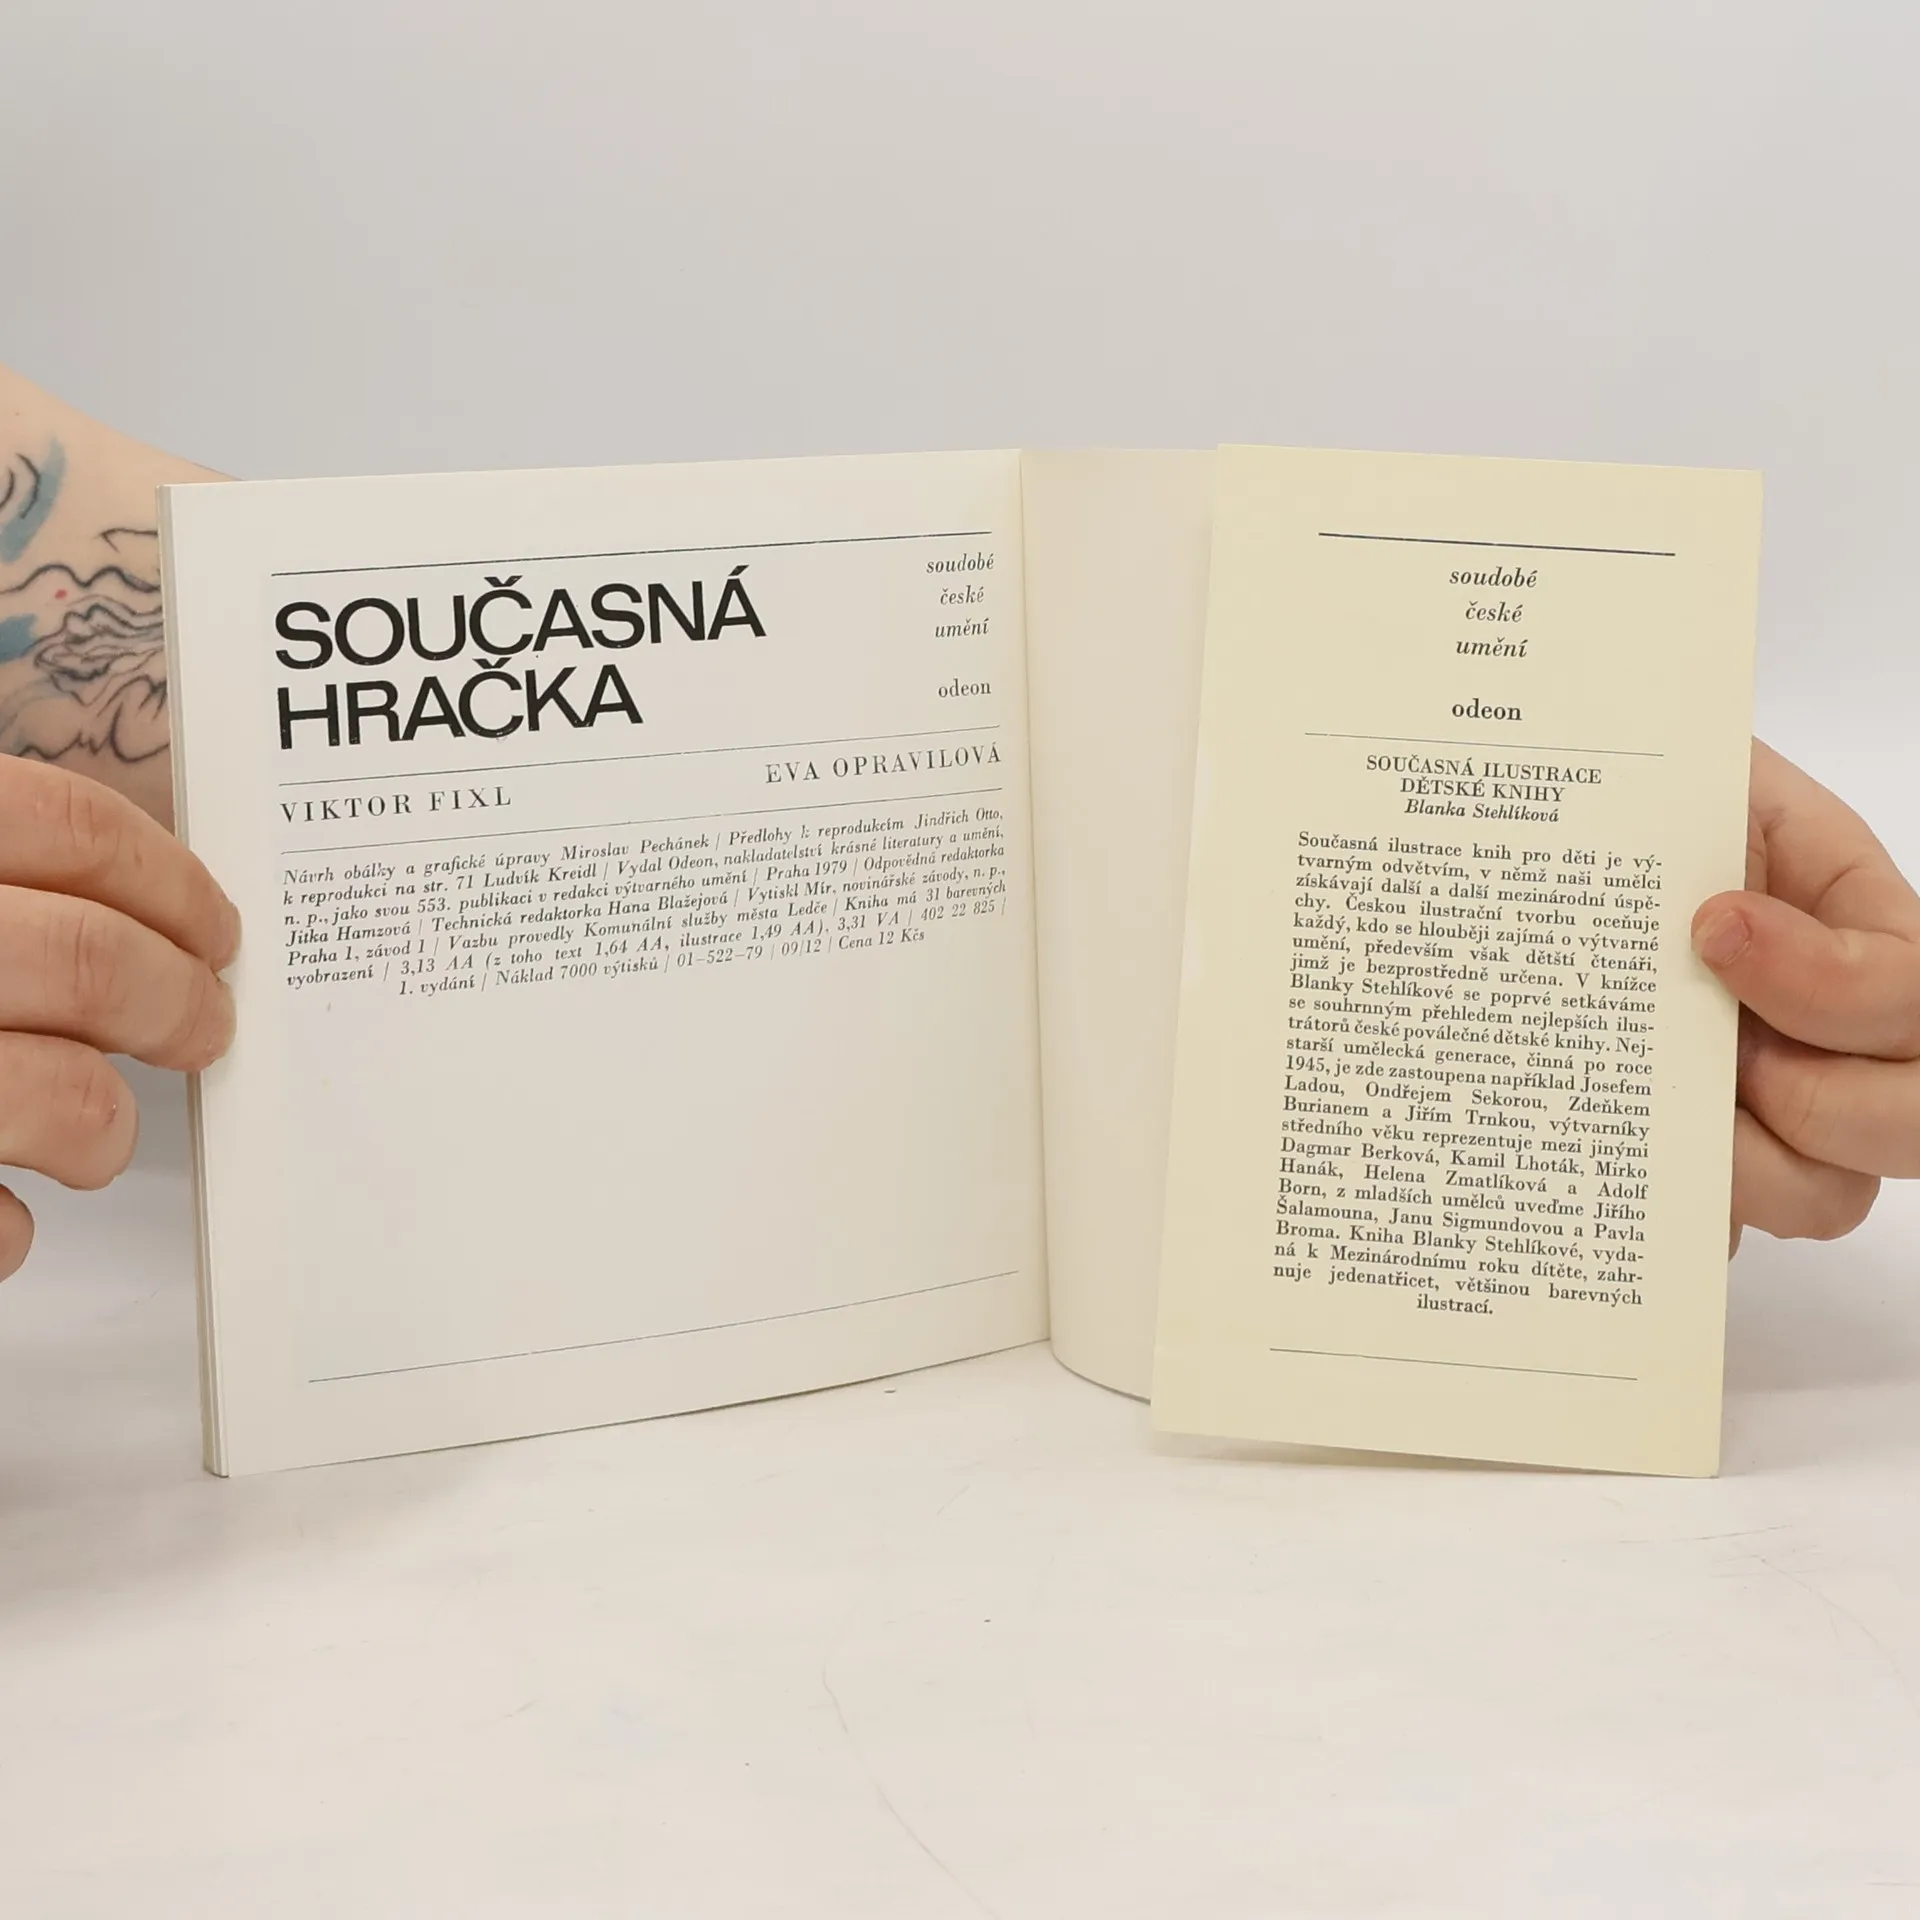 SOUČASNÁ
HRAČKA
soudobé
české
umění
odeon
VIKTOR FIXL
EVA OPRAVILOVÁ
Návrh obálky a grafické úpravy Miroslav Pechánek / Předlohy k reprodukcím Jindřich Otto,
k reprodukci na str. 71 Ludvík Kreidl / Vydal Odeon, nakladatelství krásné literatury a umění,
n. p., jako svou 553. publikaci v redakci výtvarného umění / Praha 1979 / Odpovědná redaktorka
Jitka Hamzová / Technická redaktorka Hana Blažejová / Vytiskl Mír, novinářské závody, n. p.,
Praha 1, závod 1 / Vazbu provedly Komunální služby města Ledče / Kniha má 31 barevných
vyobrazení / 3,13 AA (z toho text 1,64 AA, ilustrace 1,49 AA), 3,31 VA / 402 22 825 /
1. vydání / Náklad 7000 výtisků / 01–522–79 / 09/12 / Cena 12 Kčs
soudobé
české
umění
odeon
SOUČASNÁ ILUSTRACE
DĚTSKÉ KNIHY
Blanka Stehlíková
Současná ilustrace knih pro děti je vý-
tvarným odvětvím, v němž naši umělci
získávají další a další mezinárodní úspě-
chy. Českou ilustrační tvorbu oceňuje
každý, kdo se hlouběji zajímá o výtvarné
umění, především však dětští čtenáři,
jimž je bezprostředně určena. V knížce
Blanky Stehlíkové se poprvé setkáváme
se souhrnným přehledem nejlepších ilus-
trátorů české poválečné dětské knihy. Nej-
starší umělecká generace, činná po roce
1945, je zde zastoupena například Josefem
Ladou, Ondřejem Sekorou, Zdeňkem
Burianem a Jiřím Trnkou, výtvarníky
středního věku reprezentuje mezi jinými
Dagmar Berková, Kamil Lhoták, Mirko
Hanák, Helena Zmatlíková a Adolf
Born, z mladších umělců uveďme Jiřího
Šalamouna, Janu Sigmundovou a Pavla
Broma. Kniha Blanky Stehlíkové, vyda-
ná k Mezinárodnímu roku dítěte, zahr-
nuje jedenatřicet, většinou barevných
ilustrací.